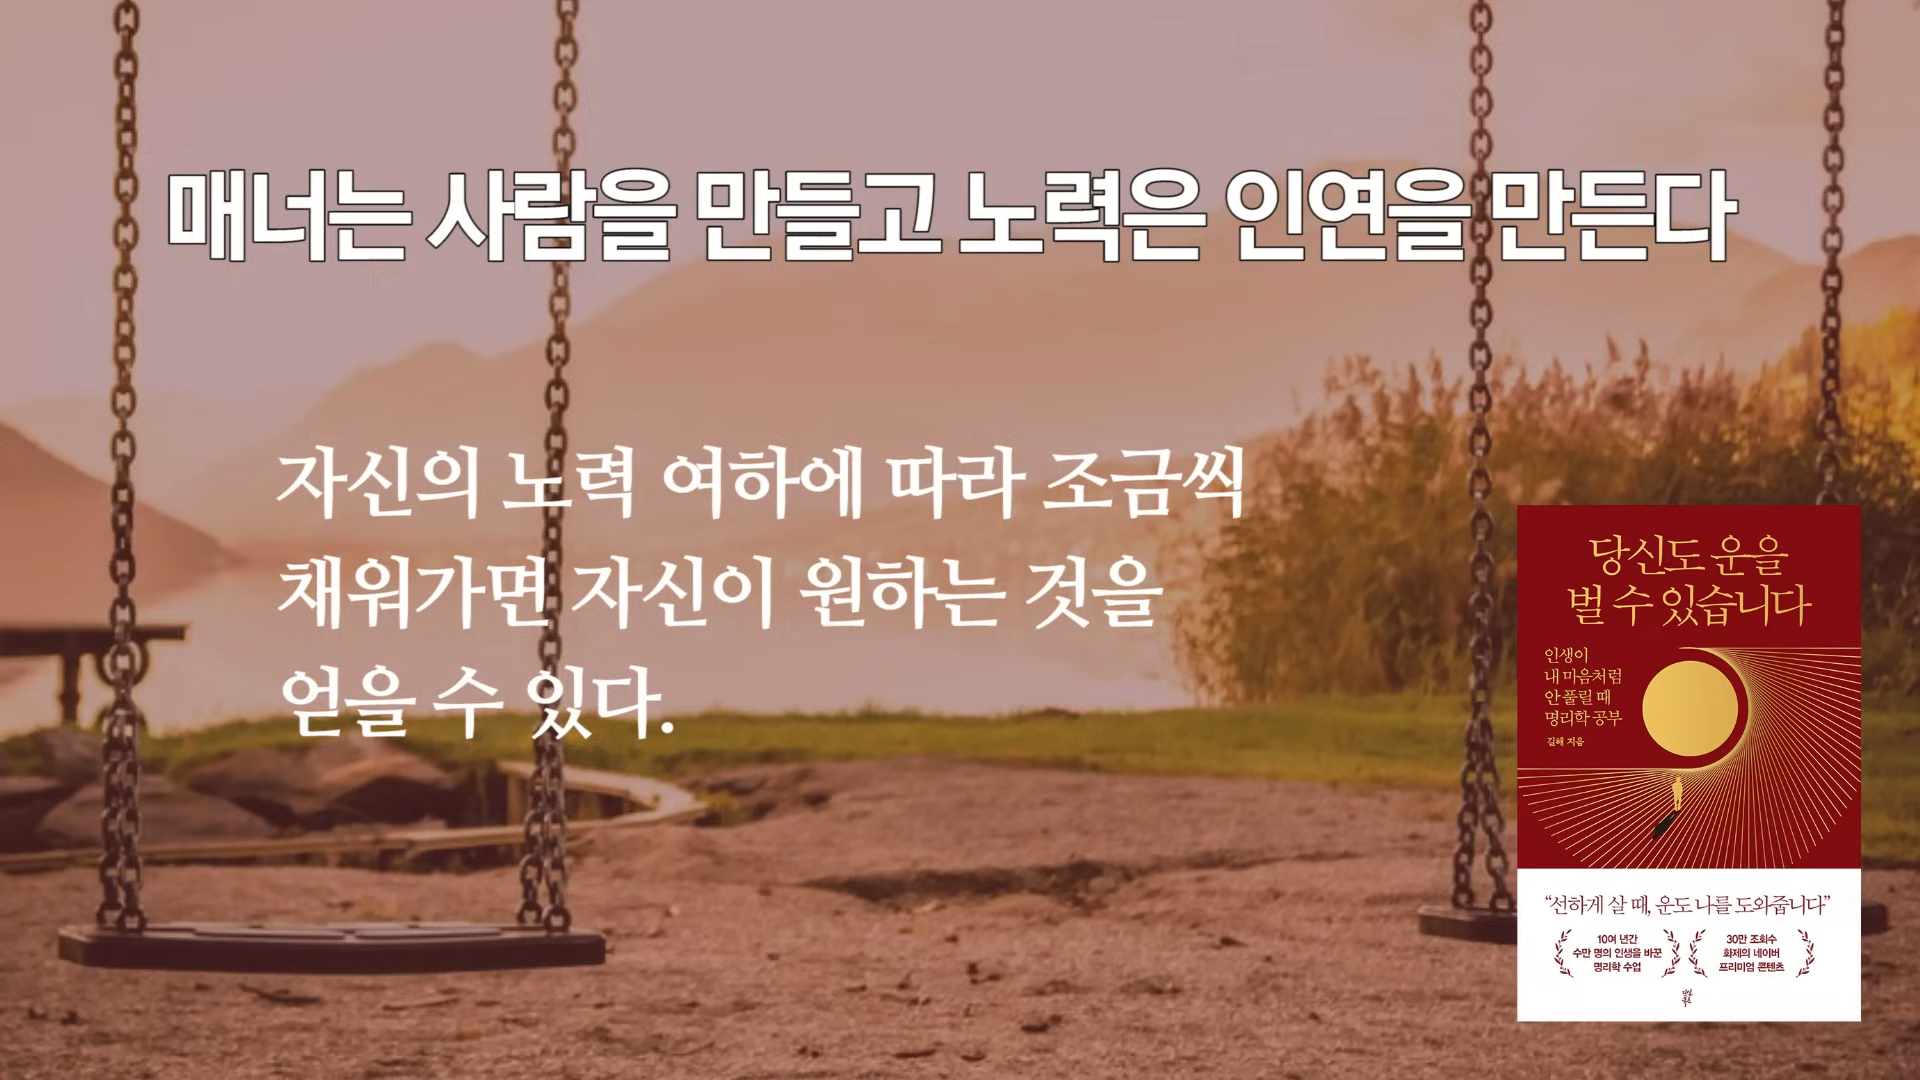 매너는 사람을 만들고 노력은 인연을 만든다
자신의 노력 여하에 따라 조금씩
채워가면 자신이 원하는 것을
얻을 수 있다.
당신도 운을
벌 수 있습니다
인생이
내 마음처럼
안 풀릴 때
명리학 공부
길해 지음
“선하게 살 때, 운도 나를 도와줍니다”
10여 년간
수만 명의 인생을 바꾼
명리학 수업
30만 조회수
화제의 네이버
프리미엄 콘텐츠